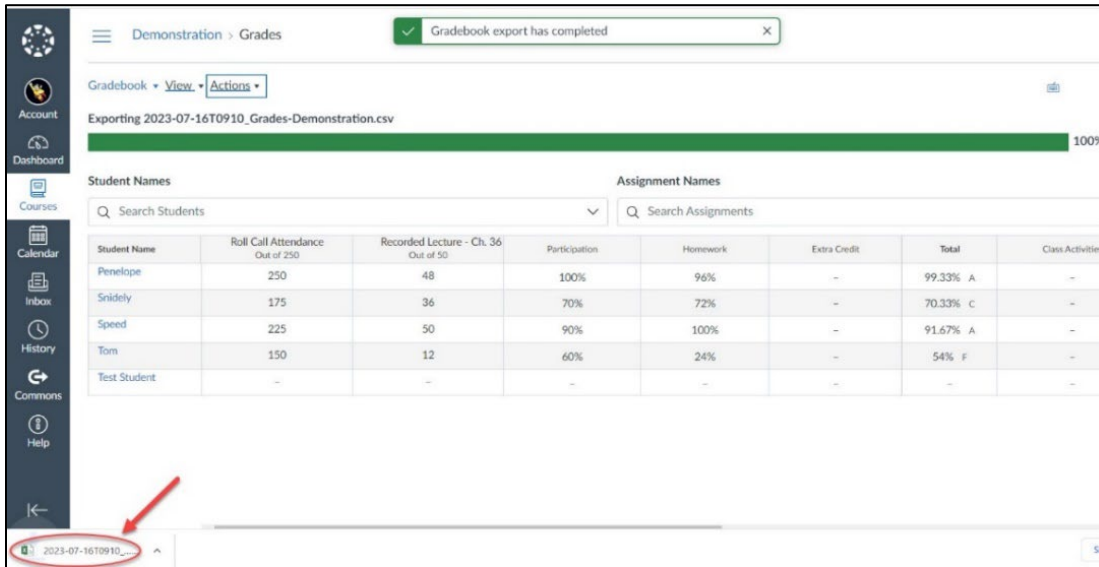 Demonstration > Grades
Gradebook export has completed
Gradebook View Actions
Exporting 2023-07-16T0910_Grades-Demonstration.csv
100%
Student Names Assignment Names
Search Students Search Assignments
Student Name Roll Call Attendance Out of 250 Recorded Lecture - Ch. 36 Out of 50 Participation Homework Extra Credit Total Class Activitie
Penelope 250 48 100% 96% – 99.33% A –
Snidely 175 36 70% 72% – 70.33% C –
Speed 225 50 90% 100% – 91.67% A –
Tom 150 12 60% 24% – 54% F –
Test Student – – – – – – –
Account
Dashboard
Courses
Calendar
Inbox
History
Commons
Help
2023-07-16T0910_......
S